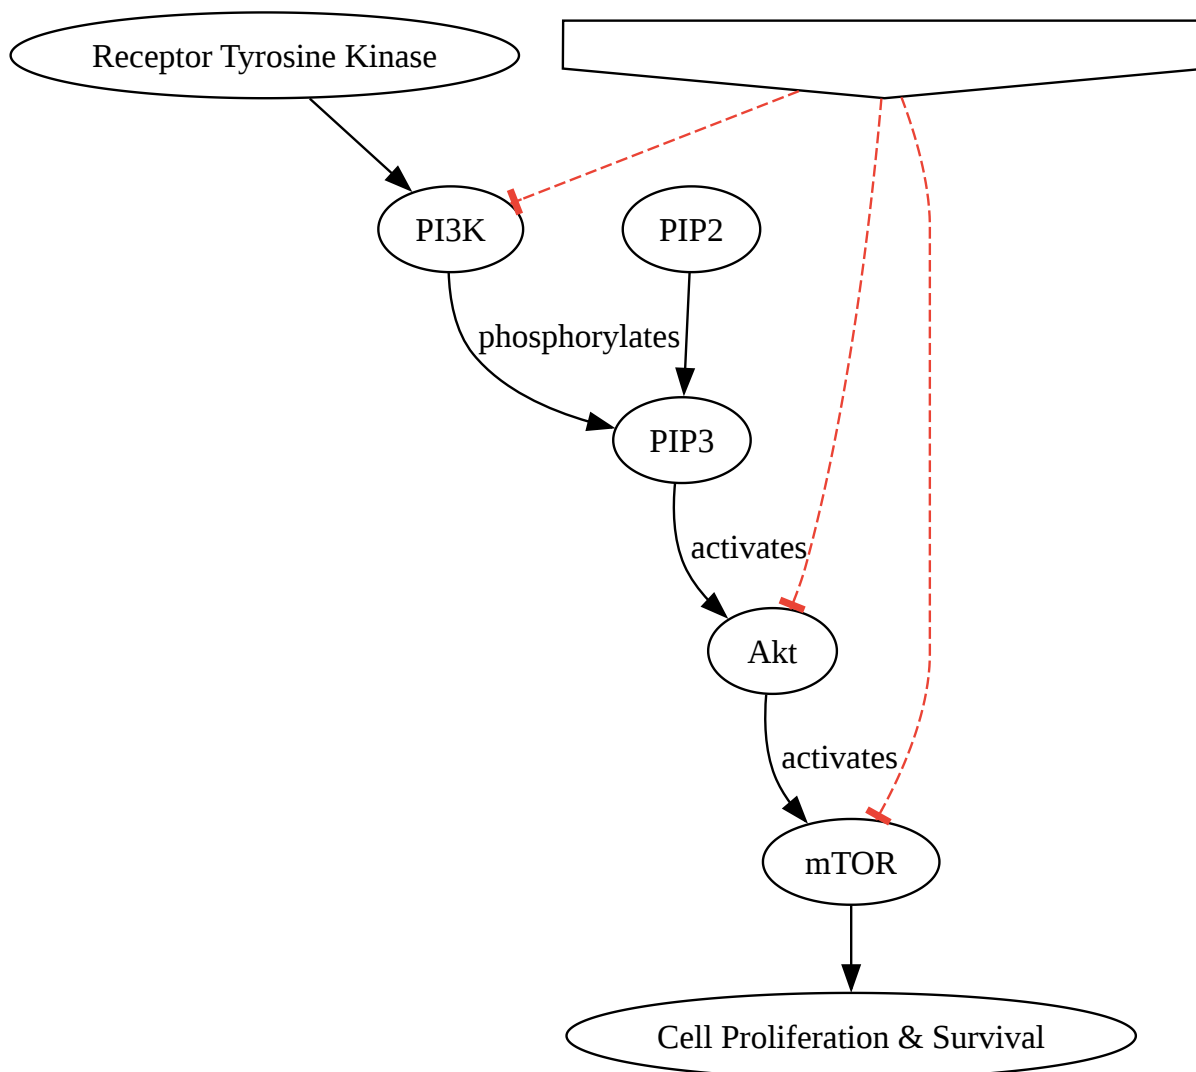 Receptor Tyrosine Kinase
PI3K
PIP2
phosphorylates
PIP3
activates
Akt
activates
mTOR
Cell Proliferation & Survival